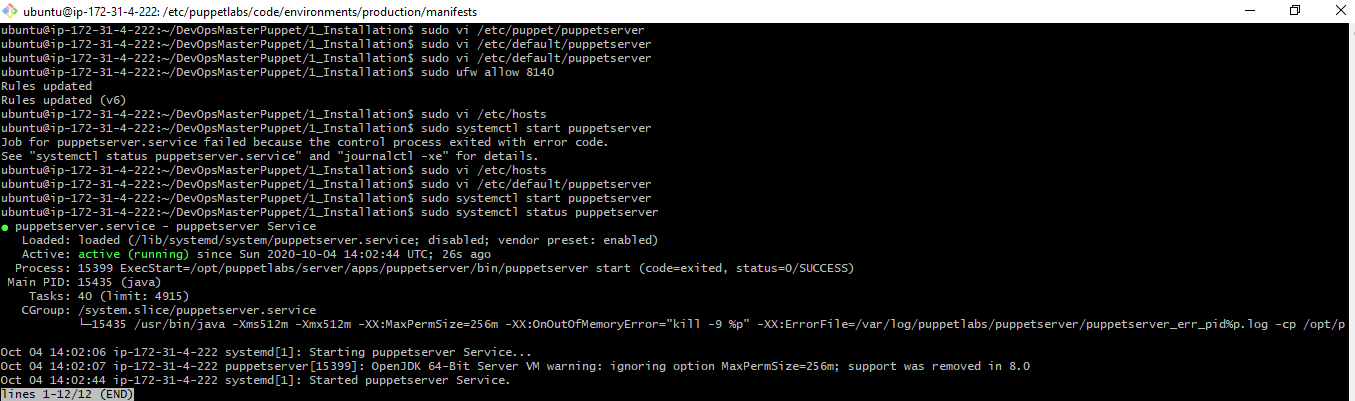 ubuntu@ip-172-31-4-222: /etc/puppetlabs/code/environments/production/manifests
ubuntu@ip-172-31-4-222:~/DevOpsMasterPuppet/1_Installation$ sudo vi /etc/puppet/puppetserver
ubuntu@ip-172-31-4-222:~/DevOpsMasterPuppet/1_Installation$ sudo vi /etc/default/puppetserver
ubuntu@ip-172-31-4-222:~/DevOpsMasterPuppet/1_Installation$ sudo vi /etc/default/puppetserver
ubuntu@ip-172-31-4-222:~/DevOpsMasterPuppet/1_Installation$ sudo ufw allow 8140
Rules updated
Rules updated (v6)
ubuntu@ip-172-31-4-222:~/DevOpsMasterPuppet/1_Installation$ sudo vi /etc/hosts
ubuntu@ip-172-31-4-222:~/DevOpsMasterPuppet/1_Installation$ sudo systemctl start puppetserver
Job for puppetserver.service failed because the control process exited with error code.
See "systemctl status puppetserver.service" and "journalctl -xe" for details.
ubuntu@ip-172-31-4-222:~/DevOpsMasterPuppet/1_Installation$ sudo vi /etc/hosts
ubuntu@ip-172-31-4-222:~/DevOpsMasterPuppet/1_Installation$ sudo vi /etc/default/puppetserver
ubuntu@ip-172-31-4-222:~/DevOpsMasterPuppet/1_Installation$ sudo systemctl start puppetserver
ubuntu@ip-172-31-4-222:~/DevOpsMasterPuppet/1_Installation$ sudo systemctl status puppetserver
● puppetserver.service - puppetserver Service
   Loaded: loaded (/lib/systemd/system/puppetserver.service; disabled; vendor preset: enabled)
   Active: active (running) since Sun 2020-10-04 14:02:44 UTC; 26s ago
  Process: 15399 ExecStart=/opt/puppetlabs/server/apps/puppetserver/bin/puppetserver start (code=exited, status=0/SUCCESS)
 Main PID: 15435 (java)
    Tasks: 40 (limit: 4915)
   CGroup: /system.slice/puppetserver.service
           └─15435 /usr/bin/java -Xms512m -Xmx512m -XX:MaxPermSize=256m -XX:OnOutOfMemoryError="kill -9 %p" -XX:ErrorFile=/var/log/puppetlabs/puppetserver/puppetserver_err_pid%p.log -cp /opt/p
Oct 04 14:02:06 ip-172-31-4-222 systemd[1]: Starting puppetserver Service...
Oct 04 14:02:07 ip-172-31-4-222 puppetserver[15399]: OpenJDK 64-Bit Server VM warning: ignoring option MaxPermSize=256m; support was removed in 8.0
Oct 04 14:02:44 ip-172-31-4-222 systemd[1]: Started puppetserver Service.
lines 1-12/12 (END)